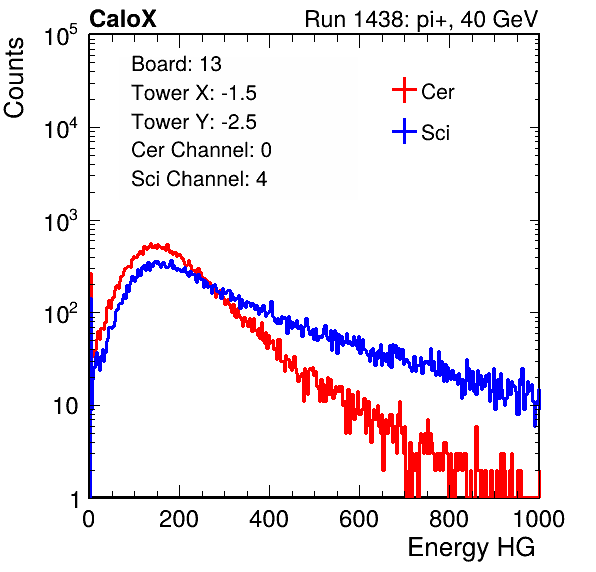 CaloX Run 1438: pi+, 40 GeV
Counts
Board: 13
Tower X: -1.5
Tower Y: -2.5
Cer Channel: 0
Sci Channel: 4
Cer
Sci
10^5
10^4
10^3
10^2
10
1
0 200 400 600 800 1000
Energy HG